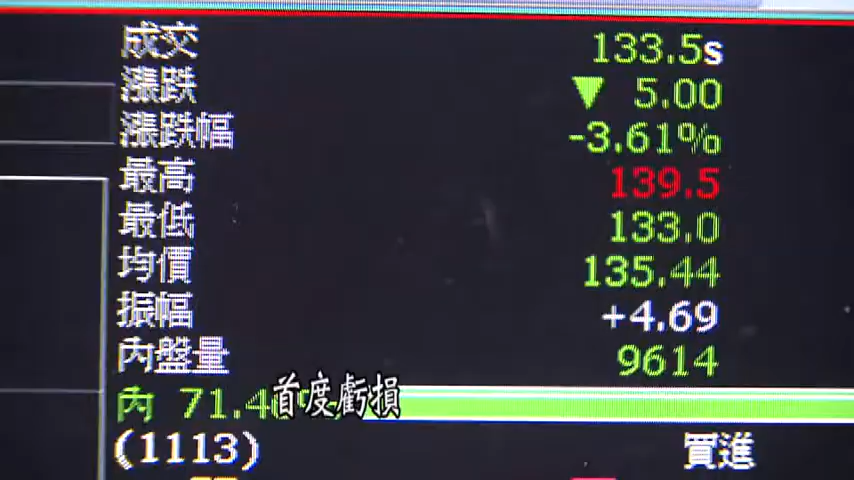 成交 133.5s
漲跌 ▼ 5.00
漲跌幅 -3.61%
最高 139.5
最低 133.0
均價 135.44
振幅 +4.69
內盤量 9614
內 71.4
首度虧損
(1113) 買進